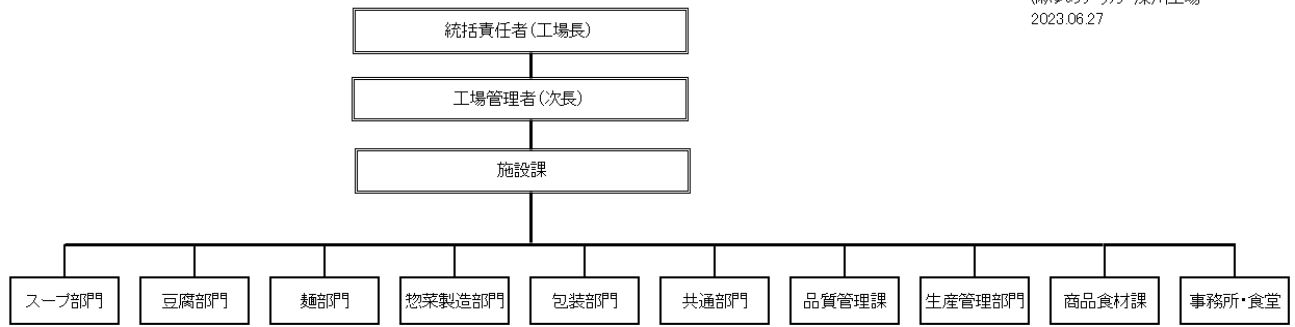 2023.06.27
統括責任者(工場長)
工場管理者(次長)
施設課
スープ部門
豆腐部門
麺部門
惣菜製造部門
包装部門
共通部門
品質管理課
生産管理部門
商品食材課
事務所・食堂